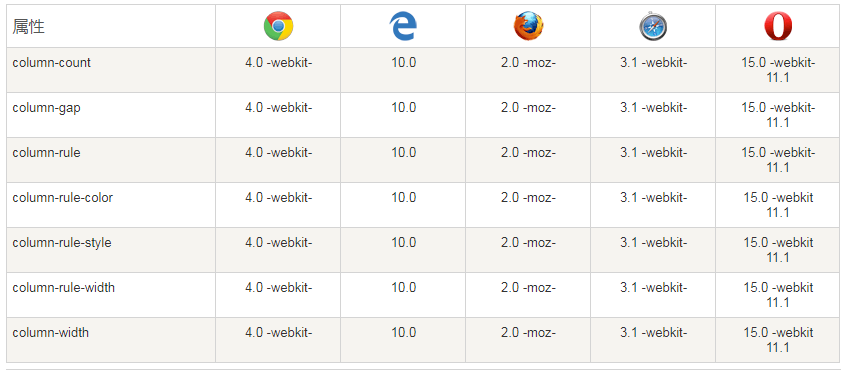 属性
column-count 4.0 -webkit- 10.0 2.0 -moz- 3.1 -webkit- 15.0 -webkit-
11.1
column-gap 4.0 -webkit- 10.0 2.0 -moz- 3.1 -webkit- 15.0 -webkit-
11.1
column-rule 4.0 -webkit- 10.0 2.0 -moz- 3.1 -webkit- 15.0 -webkit-
11.1
column-rule-color 4.0 -webkit- 10.0 2.0 -moz- 3.1 -webkit- 15.0 -webkit
11.1
column-rule-style 4.0 -webkit- 10.0 2.0 -moz- 3.1 -webkit- 15.0 -webkit
11.1
column-rule-width 4.0 -webkit- 10.0 2.0 -moz- 3.1 -webkit- 15.0 -webkit
11.1
column-width 4.0 -webkit- 10.0 2.0 -moz- 3.1 -webkit- 15.0 -webkit
11.1